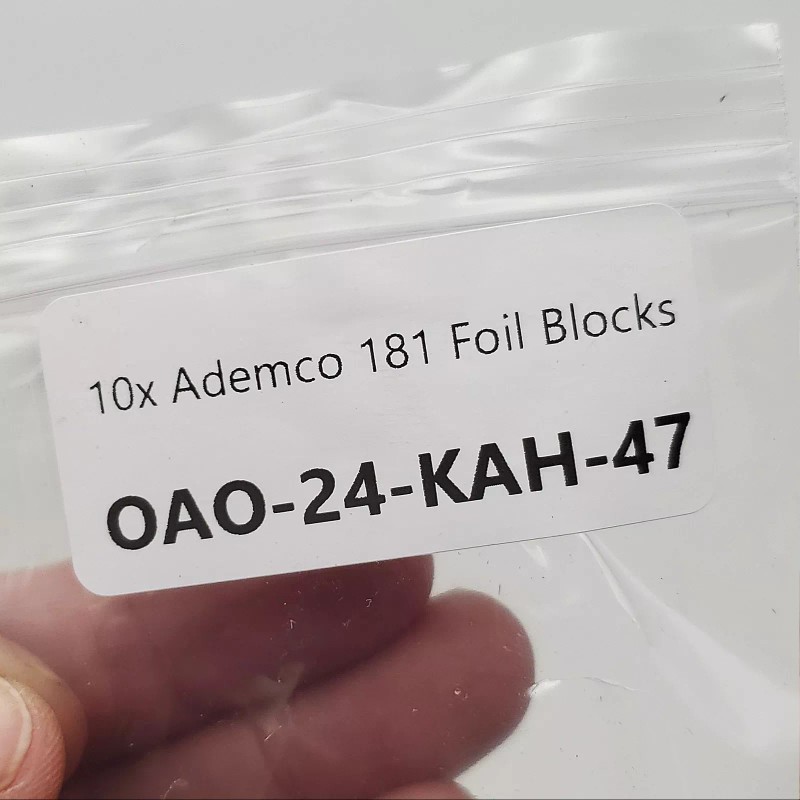 10x Ademco 181 Foil Blocks
OAO-24-KAH-47